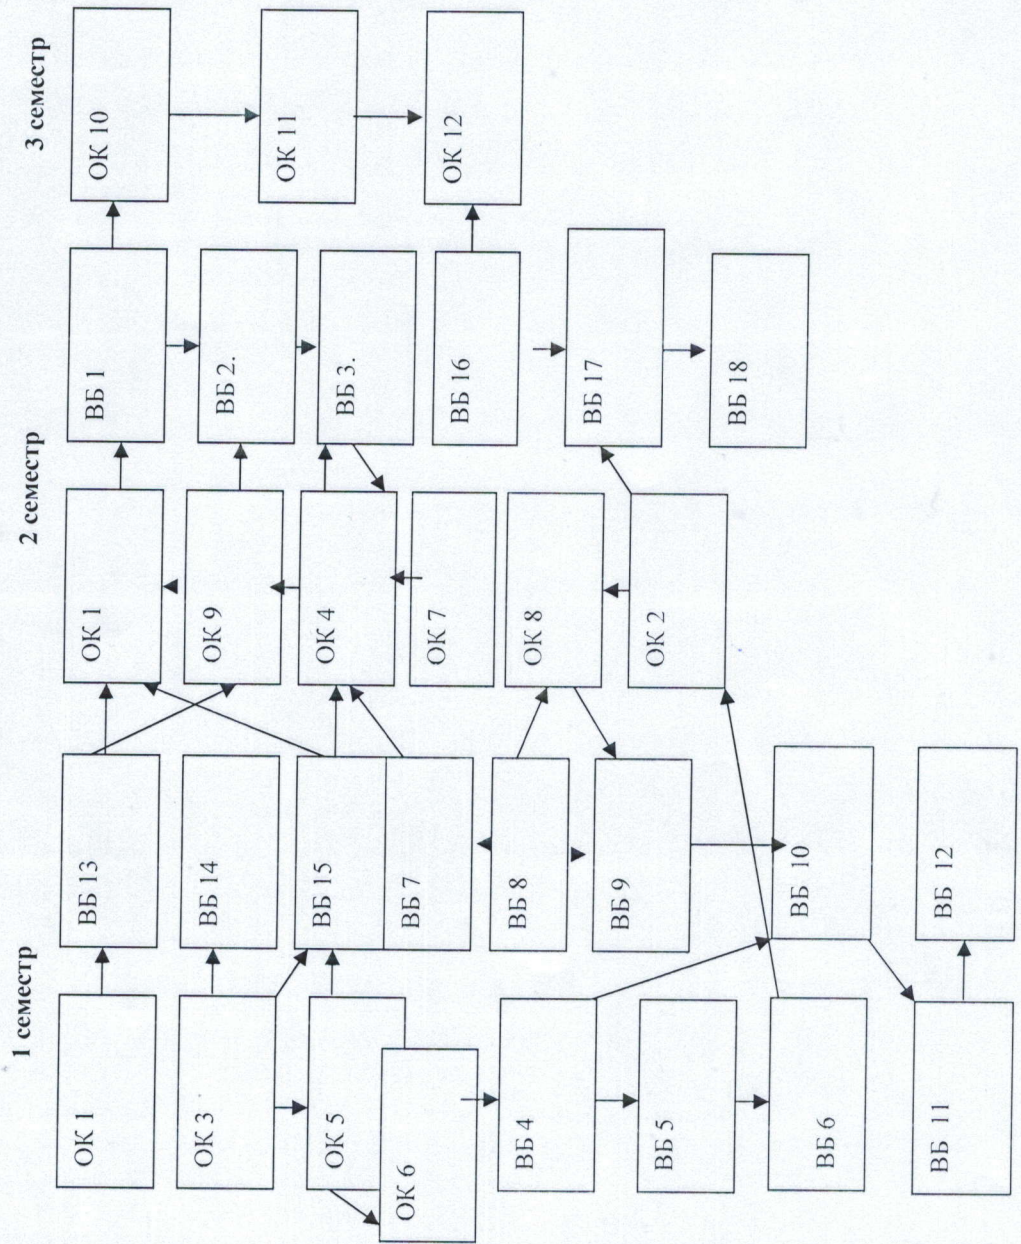 1 семестр
2 семестр
3 семестр
ОК 1
ВБ 13
ОК 1
ВБ 1
ОК 10
ОК 3
ВБ 14
ОК 9
ВБ 2.
ОК 11
ОК 5
ВБ 15
ОК 4
ВБ 3.
ОК 12
ОК 6
ВБ 7
ОК 7
ВБ 16
ВБ 4
ВБ 8
ОК 8
ВБ 17
ВБ 5
ВБ 9
ОК 2
ВБ 18
ВБ 6
ВБ 10
ВБ 11
ВБ 12